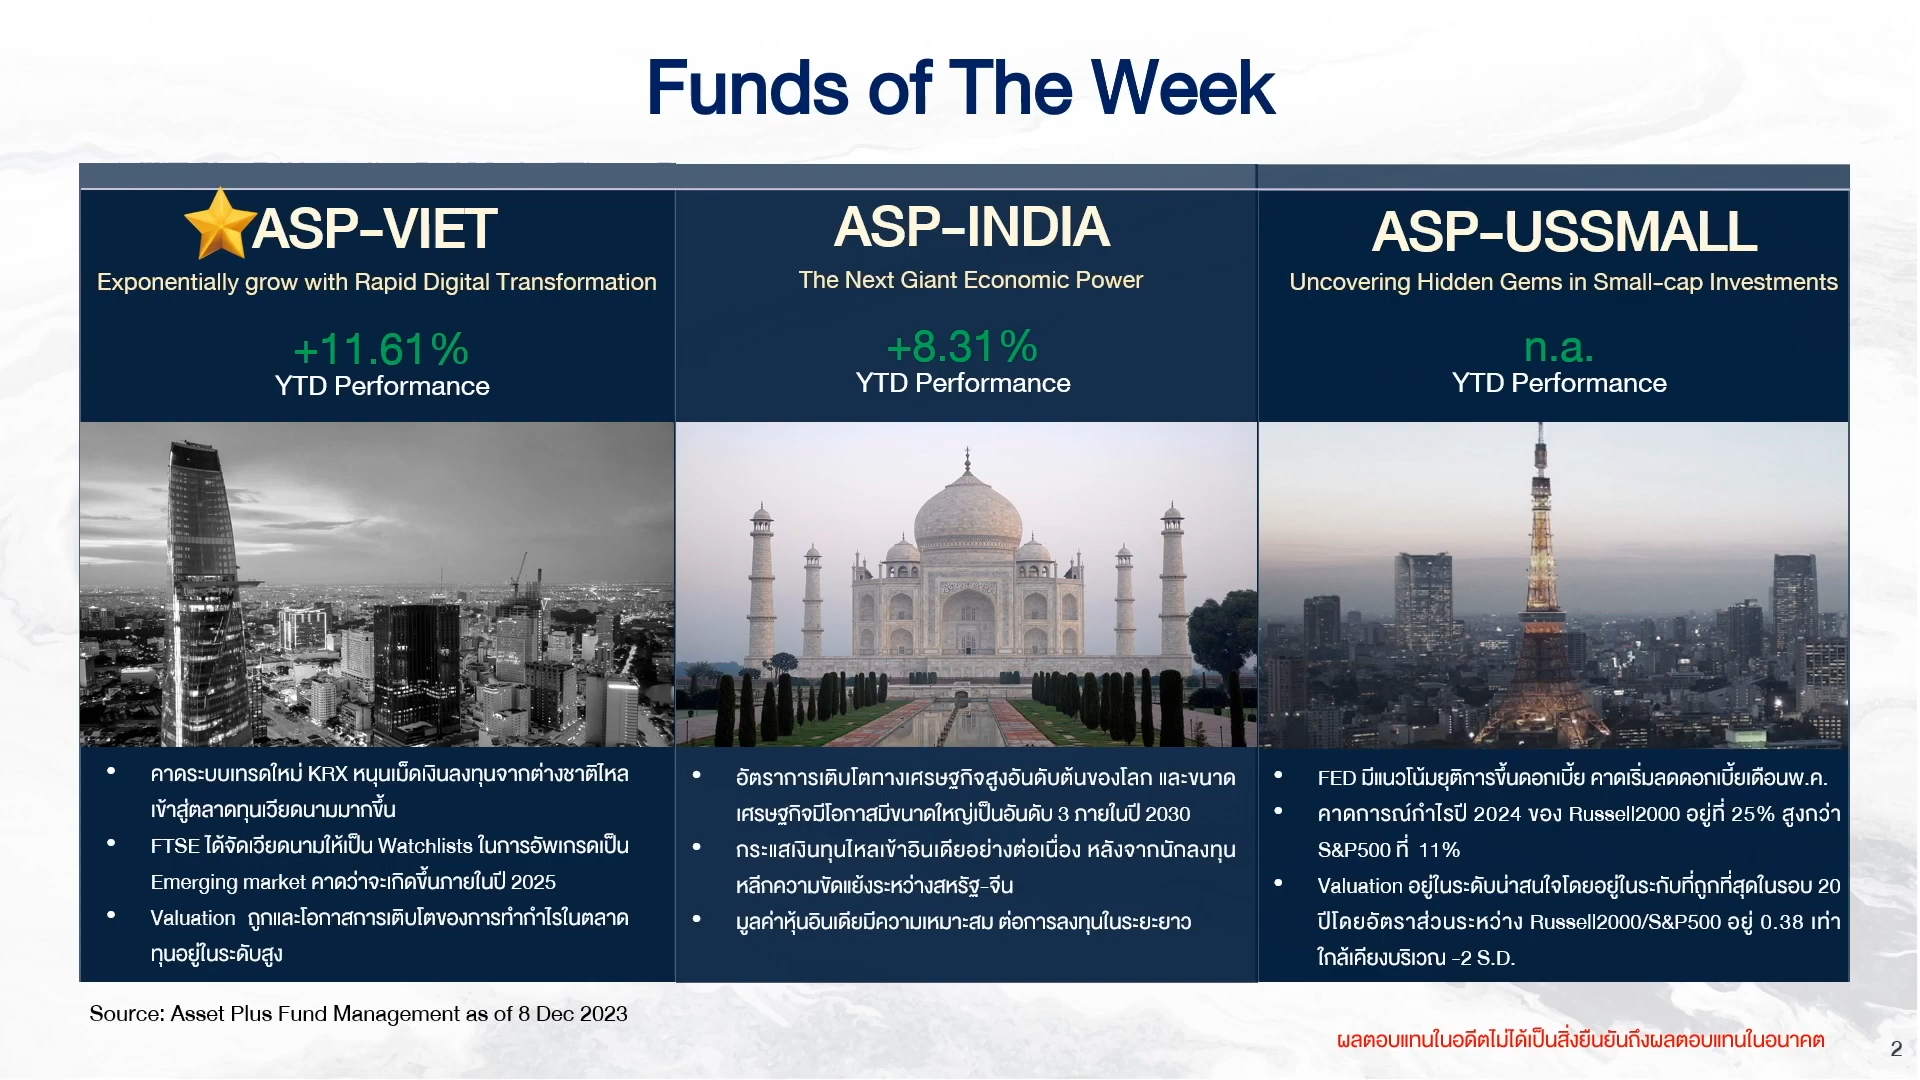 Funds of The Week
ASP-VIET
Exponentially grow with Rapid Digital Transformation
+11.61%
YTD Performance
คาดระบบเทรดใหม่ KRX หนุนเม็ดเงินลงทุนจากต่างชาติไหล
เข้าสู่ตลาดทุนเวียดนามมากขึ้น
FTSE ได้จัดเวียดนามให้เป็น Watchlists ในการอัพเกรดเป็น
Emerging market คาดว่าจะเกิดขึ้นภายในปี 2025
Valuation ถูกและโอกาสการเติบโตของการทำกำไรในตลาด
ทุนอยู่ในระดับสูง
ASP-INDIA
The Next Giant Economic Power
+8.31%
YTD Performance
อัตราการเติบโตทางเศรษฐกิจสูงอันดับต้นของโลก และขนาด
เศรษฐกิจมีโอกาสมีขนาดใหญ่เป็นอันดับ 3 ภายในปี 2030
กระแสเงินทุนไหลเข้าอินเดียอย่างต่อเนื่อง หลังจากนักลงทุน
หลีกความขัดแย้งระหว่างสหรัฐ-จีน
มูลค่าหุ้นอินเดียมีความเหมาะสม ต่อการลงทุนในระยะยาว
ASP-USSMALL
Uncovering Hidden Gems in Small-cap Investments
n.a.
YTD Performance
FED มีแนวโน้มยุติการขึ้นดอกเบี้ย คาดเริ่มลดดอกเบี้ยเดือนพ.ค.
คาดการณ์กำไรปี 2024 ของ Russell2000 อยู่ที่ 25% สูงกว่า
S&P500 ที่ 11%
Valuation อยู่ในระดับน่าสนใจโดยอยู่ในระกับที่ถูกที่สุดในรอบ 20
ปีโดยอัตราส่วนระหว่าง Russell2000/S&P500 อยู่ 0.38 เท่า
ใกล้เคียงบริเวณ -2 S.D.
Source: Asset Plus Fund Management as of 8 Dec 2023
ผลตอบแทนในอดีตไม่ได้เป็นสิ่งยืนยันถึงผลตอบแทนในอนาคต
2